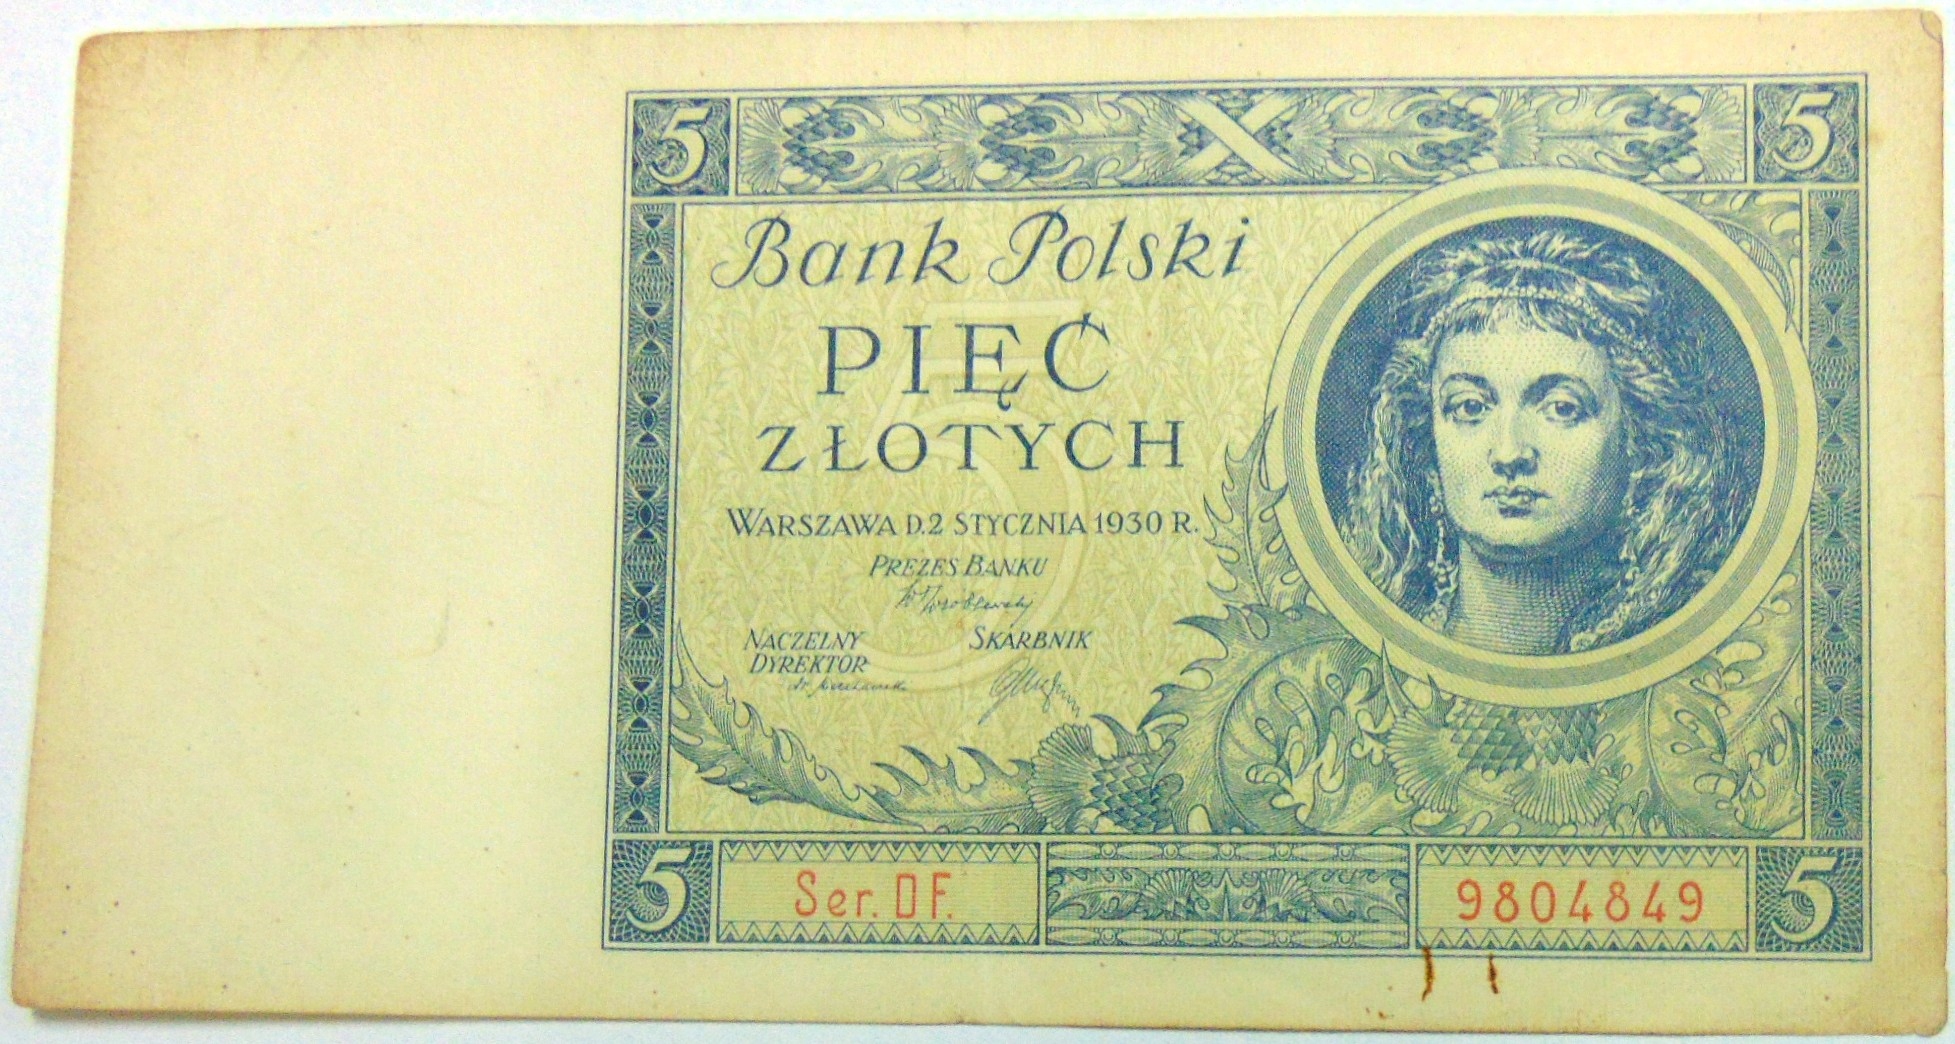 5 5
Bank Polski
PIĘĆ
ZŁOTYCH
WARSZAWA D.2 STYCZNIA 1930 R.
PREZES BANKU
NACZELNY SKARBNIK
DYREKTOR
5 Ser. DF. 9804849 5